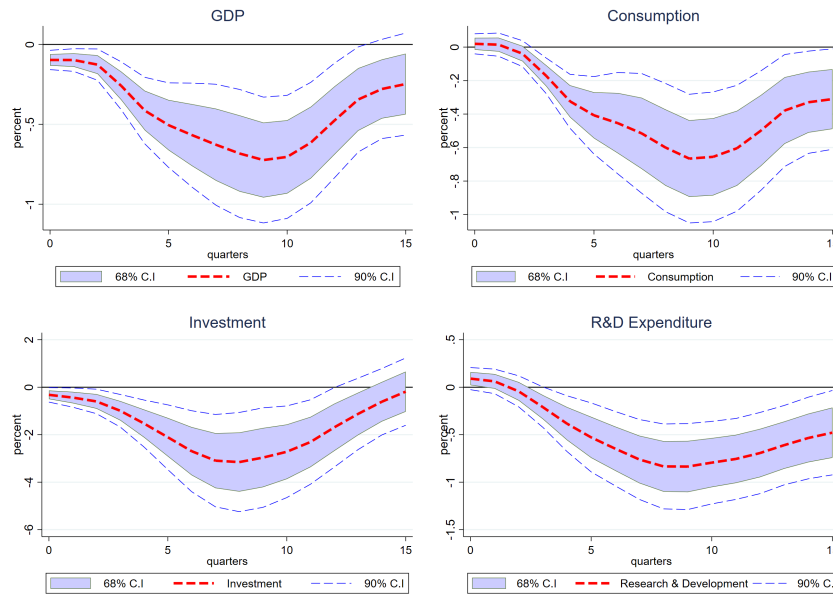 GDP
0
-.5
-1
percent
0 5 10 15
quarters
68% C.I GDP 90% C.I
Consumption
0
-.2
-.4
-.6
-.8
-1
percent
0 5 10 1
quarters
68% C.I Consumption 90% C.I
Investment
2
0
-2
-4
-6
percent
0 5 10 15
quarters
68% C.I Investment 90% C.I
R&D Expenditure
.5
0
-.5
-1
-1.5
percent
0 5 10 1
quarters
68% C.I Research & Development 90% C.I